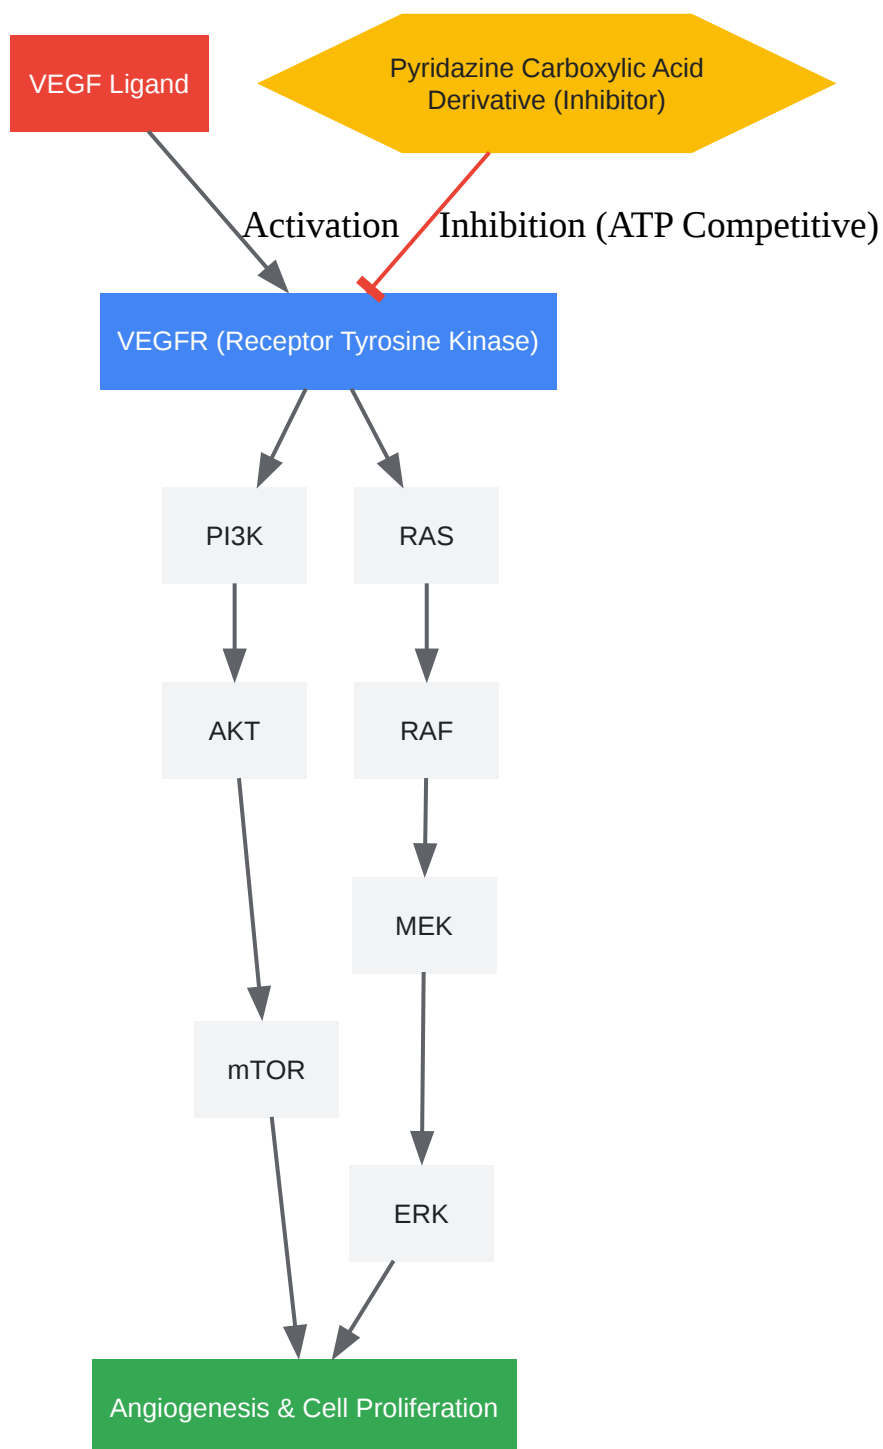 VEGF Ligand
Pyridazine Carboxylic Acid
Derivative (Inhibitor)
Activation
Inhibition (ATP Competitive)
VEGFR (Receptor Tyrosine Kinase)
PI3K
RAS
AKT
RAF
MEK
mTOR
ERK
Angiogenesis & Cell Proliferation